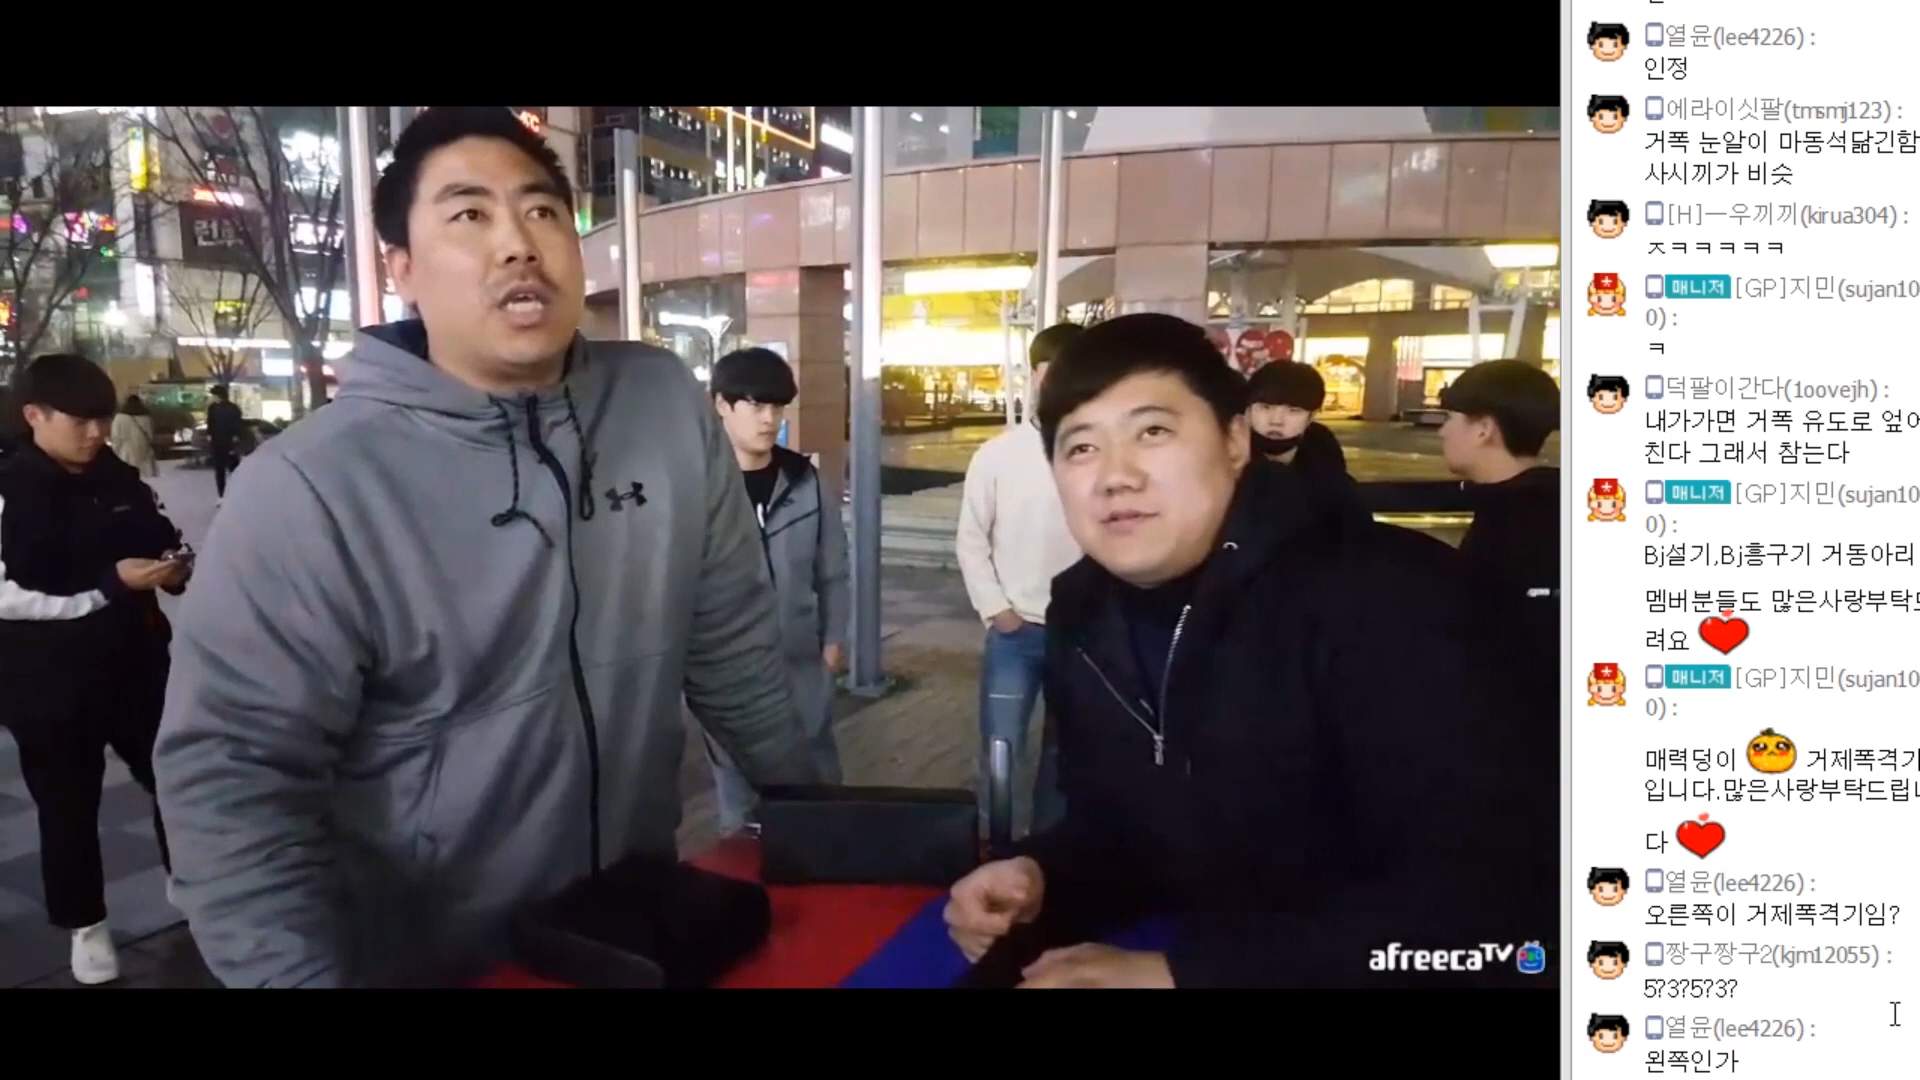 열윤(lee4226) :
인정
에라이싯팔(tmsmj123) :
거폭 눈알이 마동석닮긴함
사시끼가 비슷
[H]ㅡ우끼끼(kirua304) :
ㅈㅋㅋㅋㅋㅋㅋ
매니저 [GP]지민(sujan10
0) :
ㅋ
덕팔이간다(1oovejh) :
내가가면 거폭 유도로 엎어
친다 그래서 참는다
매니저 [GP]지민(sujan10
0) :
Bj설기,Bj흥구기 거동아리
멤버분들도 많은사랑부탁드
려요
매니저 [GP]지민(sujan10
0) :
매력덩이 거제폭격기
입니다.많은사랑부탁드립니
다
열윤(lee4226) :
오른쪽이 거제폭격기임?
짱구짱구2(kjm12055) :
5?3?5?3?
열윤(lee4226) :
왼쪽인가
afreecaTV